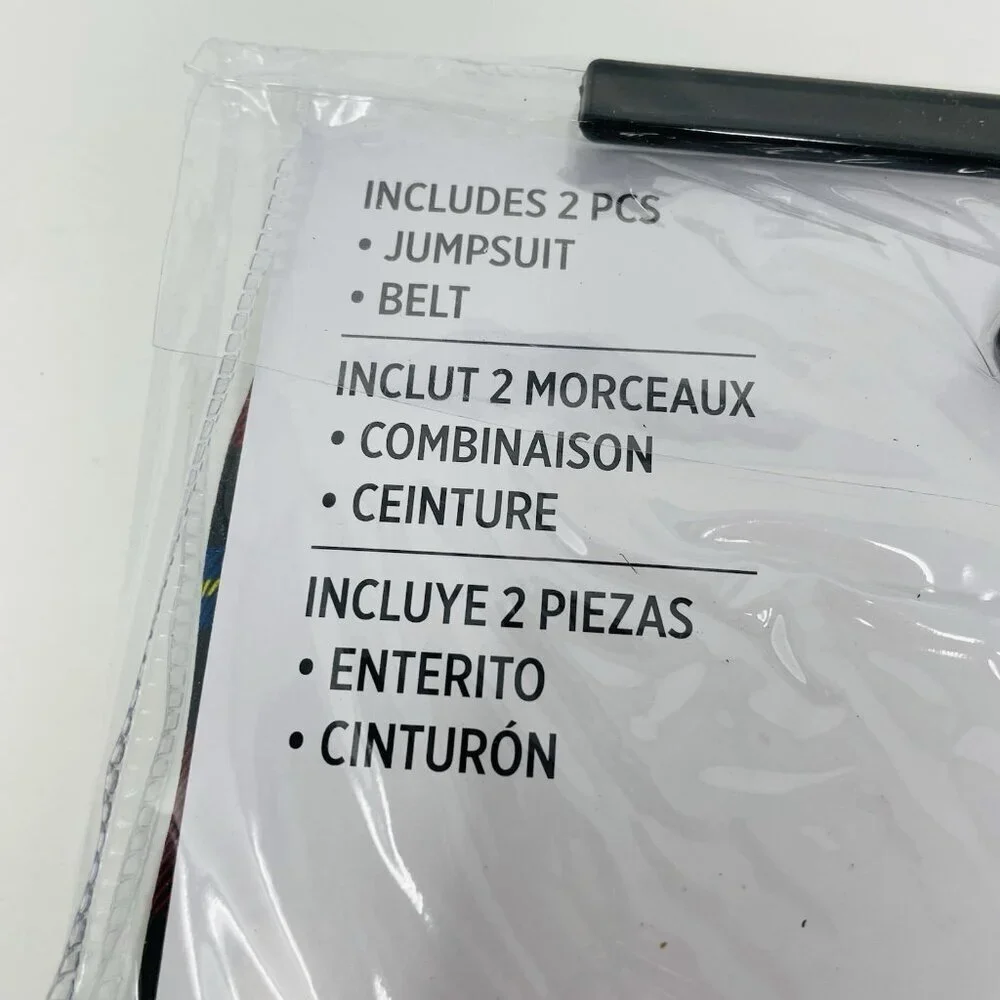 INCLUDES 2 PCS
• JUMPSUIT
• BELT
INCLUT 2 MORCEAUX
• COMBINAISON
• CEINTURE
INCLUYE 2 PIEZAS
• ENTERITO
• CINTURÓN